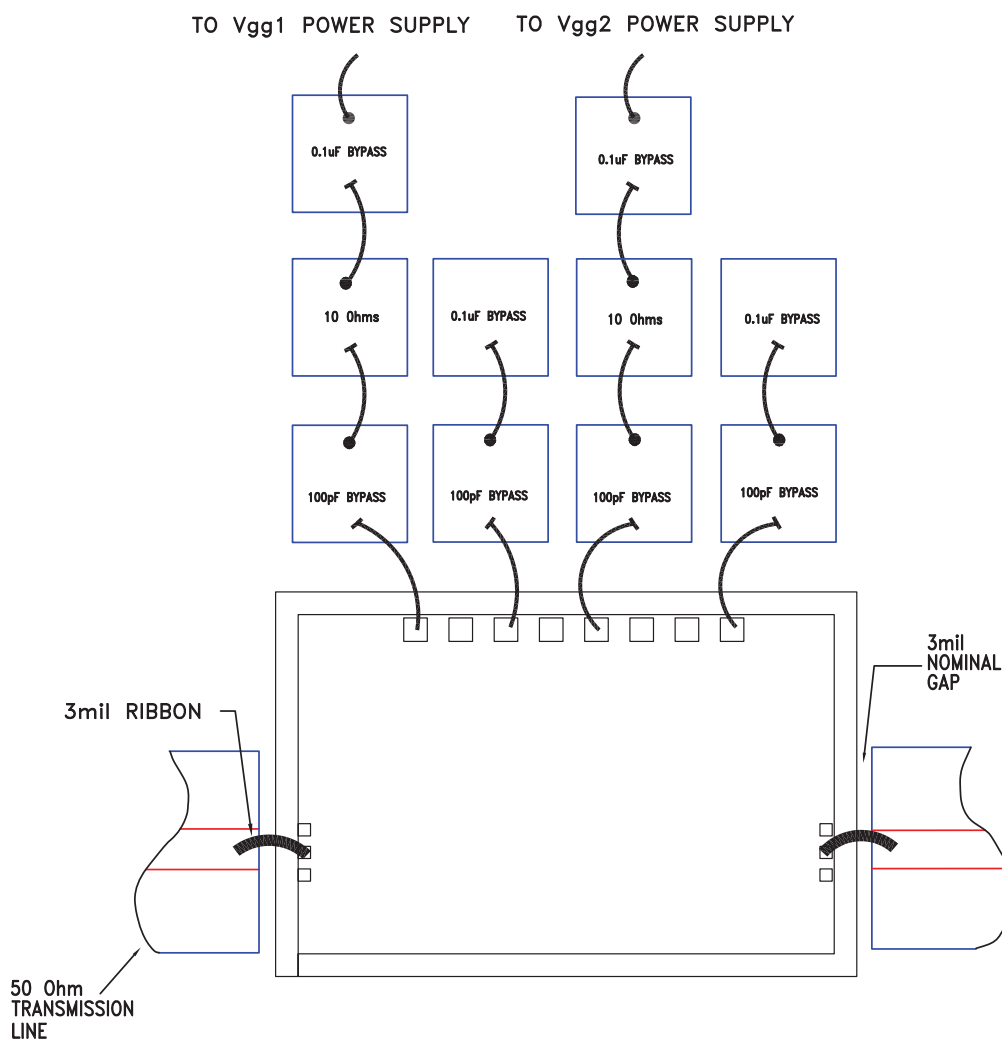 TO Vgg1 POWER SUPPLY
TO Vgg2 POWER SUPPLY
0.1uF BYPASS
0.1uF BYPASS
10 Ohms
0.1uF BYPASS
10 Ohms
0.1uF BYPASS
100pF BYPASS
100pF BYPASS
100pF BYPASS
100pF BYPASS
3mil
NOMINAL
GAP
3mil RIBBON
50 Ohm
TRANSMISSION
LINE